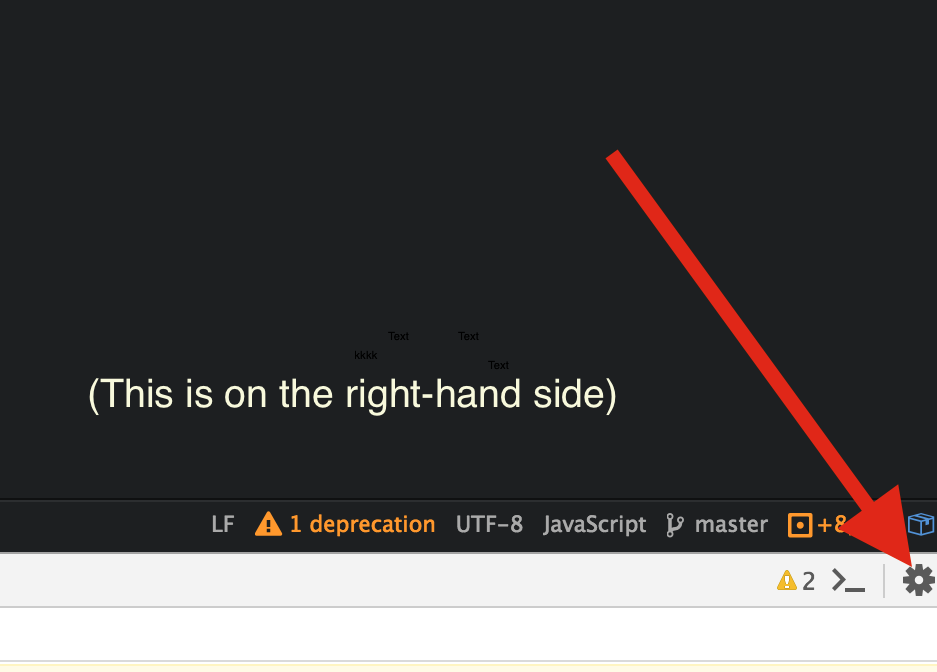 Text Text
kkkk
Text
(This is on the right-hand side)
LF 1 deprecation UTF-8 JavaScript master +8
2